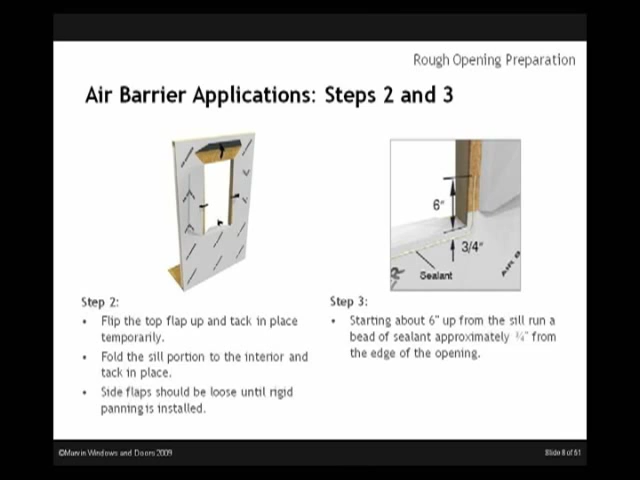 Rough Opening Preparation
Air Barrier Applications: Steps 2 and 3
6"
3/4"
Sealant
AIR B
Step 2:
• Flip the top flap up and tack in place
temporarily.
• Fold the sill portion to the interior and
tack in place.
• Side flaps should be loose until rigid
panning is installed.
Step 3:
• Starting about 6" up from the sill run a
bead of sealant approximately ¾" from
the edge of the opening.
©Marvin Windows and Doors 2009
Slide 8 of 51